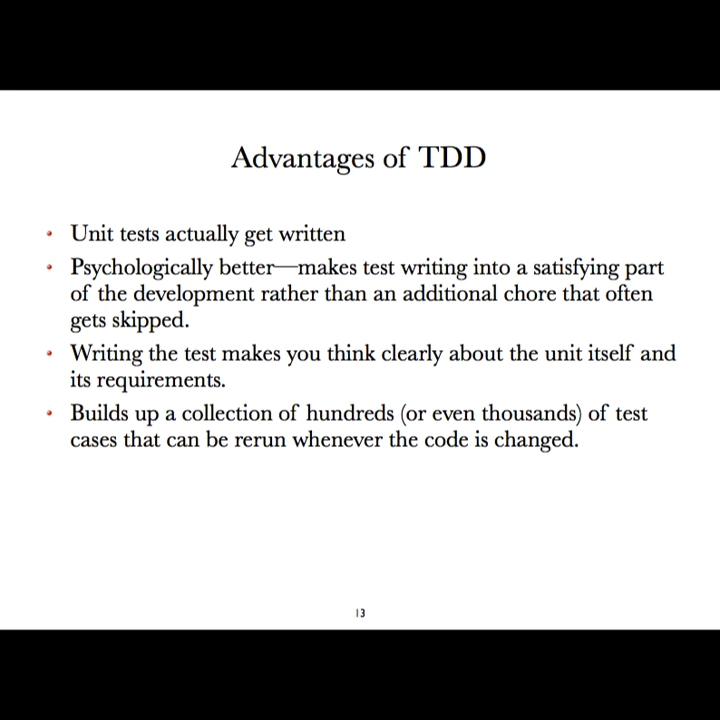 Advantages of TDD
• Unit tests actually get written
• Psychologically better—makes test writing into a satisfying part
of the development rather than an additional chore that often
gets skipped.
• Writing the test makes you think clearly about the unit itself and
its requirements.
• Builds up a collection of hundreds (or even thousands) of test
cases that can be rerun whenever the code is changed.
13